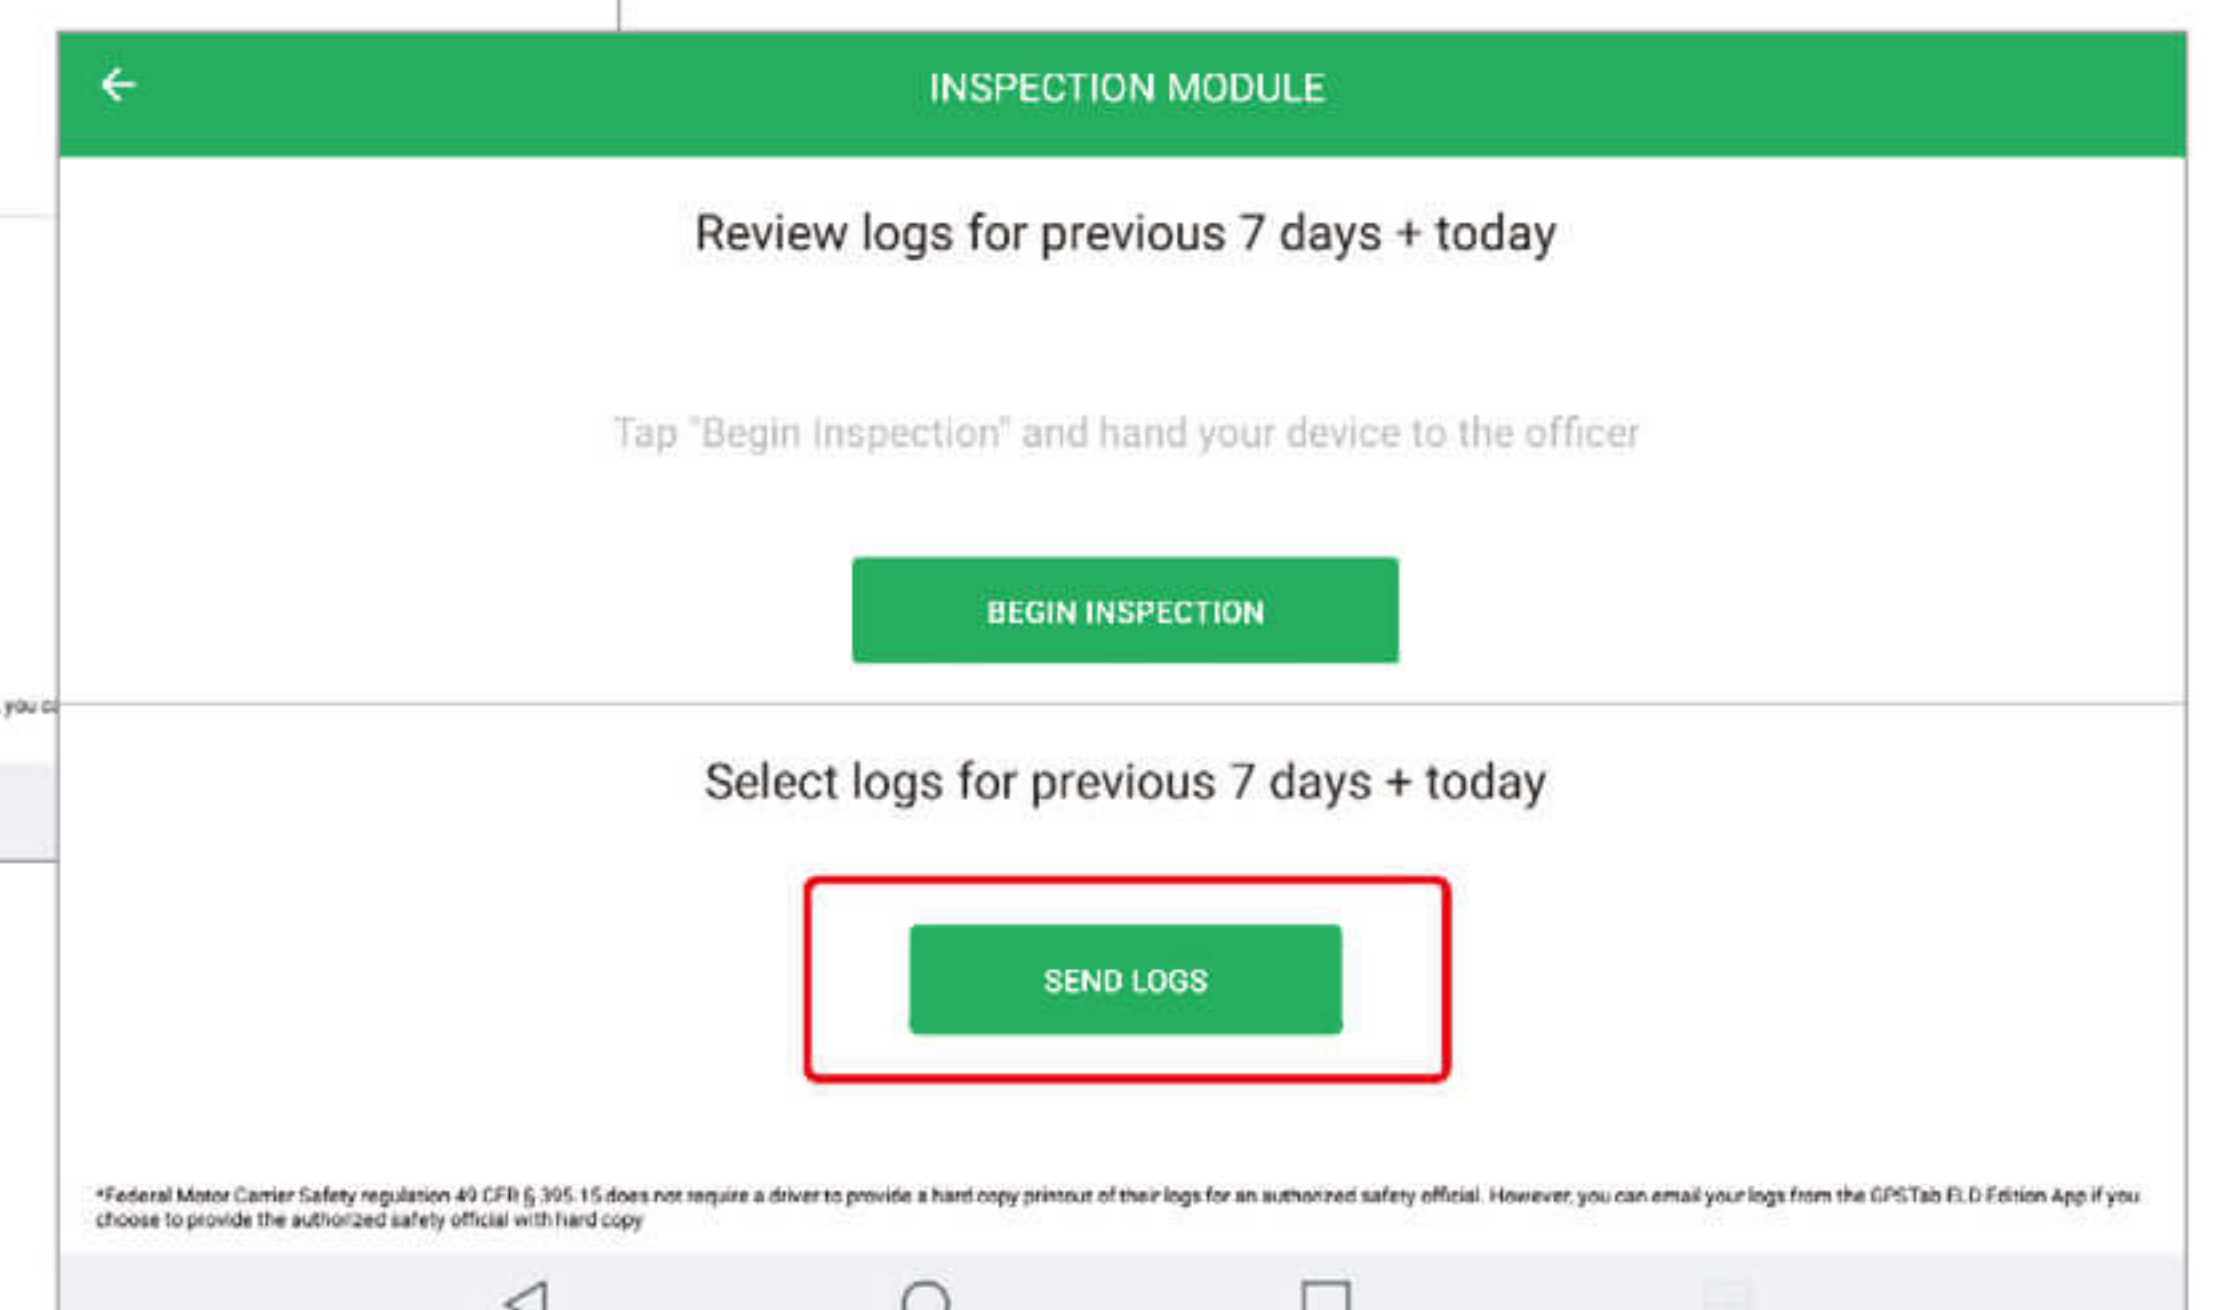 INSPECTION MODULE
Review logs for previous 7 days + today
Tap "Begin Inspection" and hand your device to the officer
BEGIN INSPECTION
you ca
Select logs for previous 7 days + today
SEND LOGS
*Federal Motor Carrier Safety regulation 49 CFR § 395.15 does not require a driver to provide a hard copy printout of their logs for an authorized safety official. However, you can email your logs from the GPSTab ELD Edition App if you
choose to provide the authorized safety official with hard copy